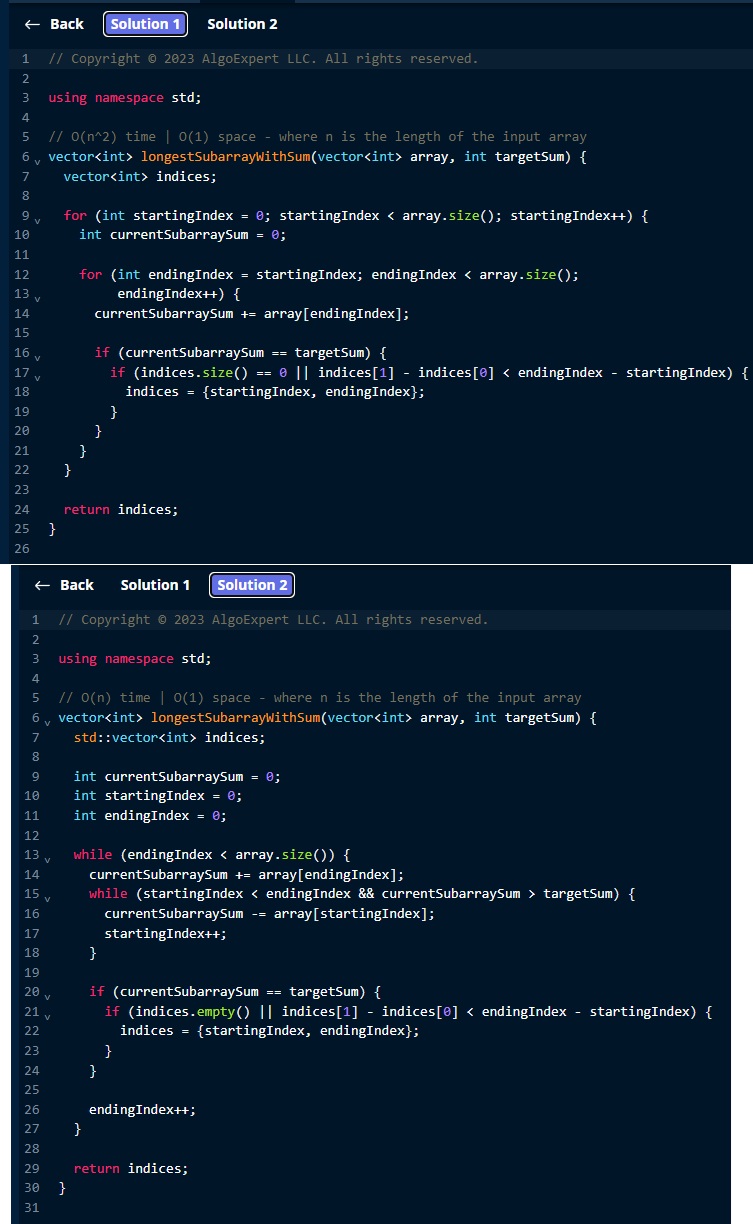 ← Back Solution 1 Solution 2
1 // Copyright © 2023 AlgoExpert LLC. All rights reserved.
2
3 using namespace std;
4
5 // O(n^2) time | O(1) space - where n is the length of the input array
6 vector<int> longestSubarrayWithSum(vector<int> array, int targetSum) {
7   vector<int> indices;
8
9   for (int startingIndex = 0; startingIndex < array.size(); startingIndex++) {
10     int currentSubarraySum = 0;
11
12     for (int endingIndex = startingIndex; endingIndex < array.size();
13          endingIndex++) {
14       currentSubarraySum += array[endingIndex];
15
16       if (currentSubarraySum == targetSum) {
17         if (indices.size() == 0 || indices[1] - indices[0] < endingIndex - startingIndex) {
18           indices = {startingIndex, endingIndex};
19         }
20       }
21     }
22   }
23
24   return indices;
25 }
26
← Back Solution 1 Solution 2
1 // Copyright © 2023 AlgoExpert LLC. All rights reserved.
2
3 using namespace std;
4
5 // O(n) time | O(1) space - where n is the length of the input array
6 vector<int> longestSubarrayWithSum(vector<int> array, int targetSum) {
7   std::vector<int> indices;
8
9   int currentSubarraySum = 0;
10   int startingIndex = 0;
11   int endingIndex = 0;
12
13   while (endingIndex < array.size()) {
14     currentSubarraySum += array[endingIndex];
15     while (startingIndex < endingIndex && currentSubarraySum > targetSum) {
16       currentSubarraySum -= array[startingIndex];
17       startingIndex++;
18     }
19
20     if (currentSubarraySum == targetSum) {
21       if (indices.empty() || indices[1] - indices[0] < endingIndex - startingIndex) {
22         indices = {startingIndex, endingIndex};
23       }
24     }
25
26     endingIndex++;
27   }
28
29   return indices;
30 }
31